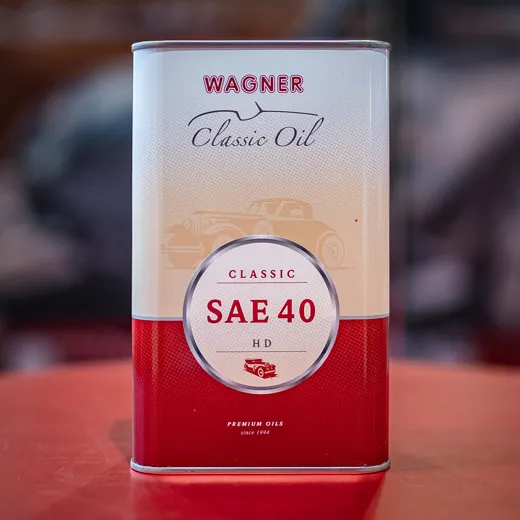 WAGNER
Classic Oil
CLASSIC
SAE 40
HD
PREMIUM OILS
since 1994